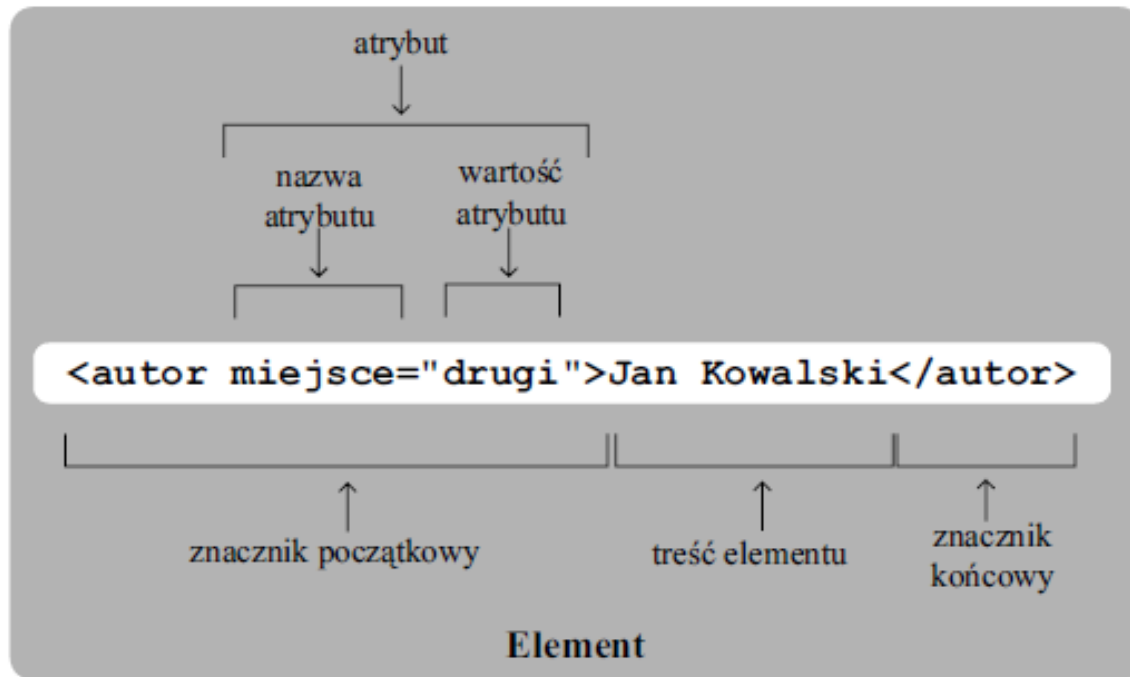 atrybut
nazwa
atrybutu
wartość
atrybutu
<autor miejsce="drugi">Jan Kowalski</autor>
znacznik początkowy
treść elementu
znacznik
końcowy
Element